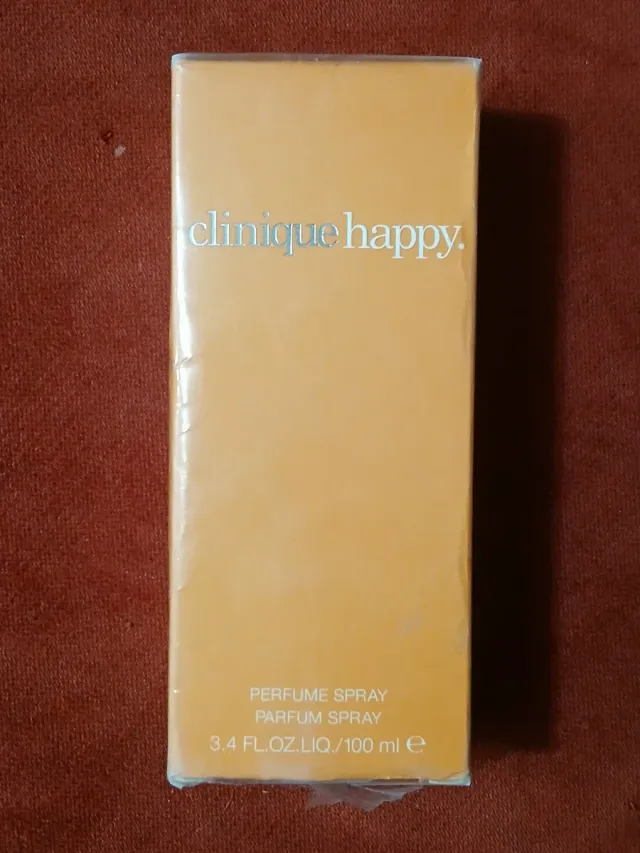 clinique happy.
PERFUME SPRAY
PARFUM SPRAY
3.4 FL.OZ.LIQ./100 ml ℮